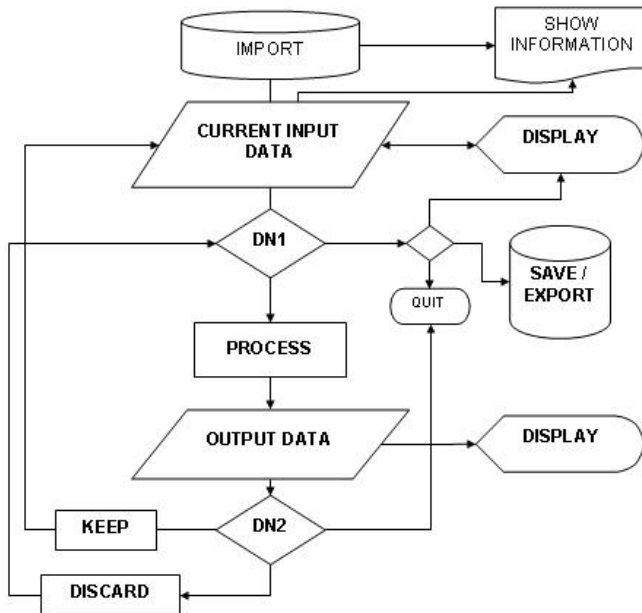 IMPORT
SHOW
INFORMATION
CURRENT INPUT
DATA
DISPLAY
DN1
SAVE /
EXPORT
QUIT
PROCESS
OUTPUT DATA
DISPLAY
KEEP
DN2
DISCARD